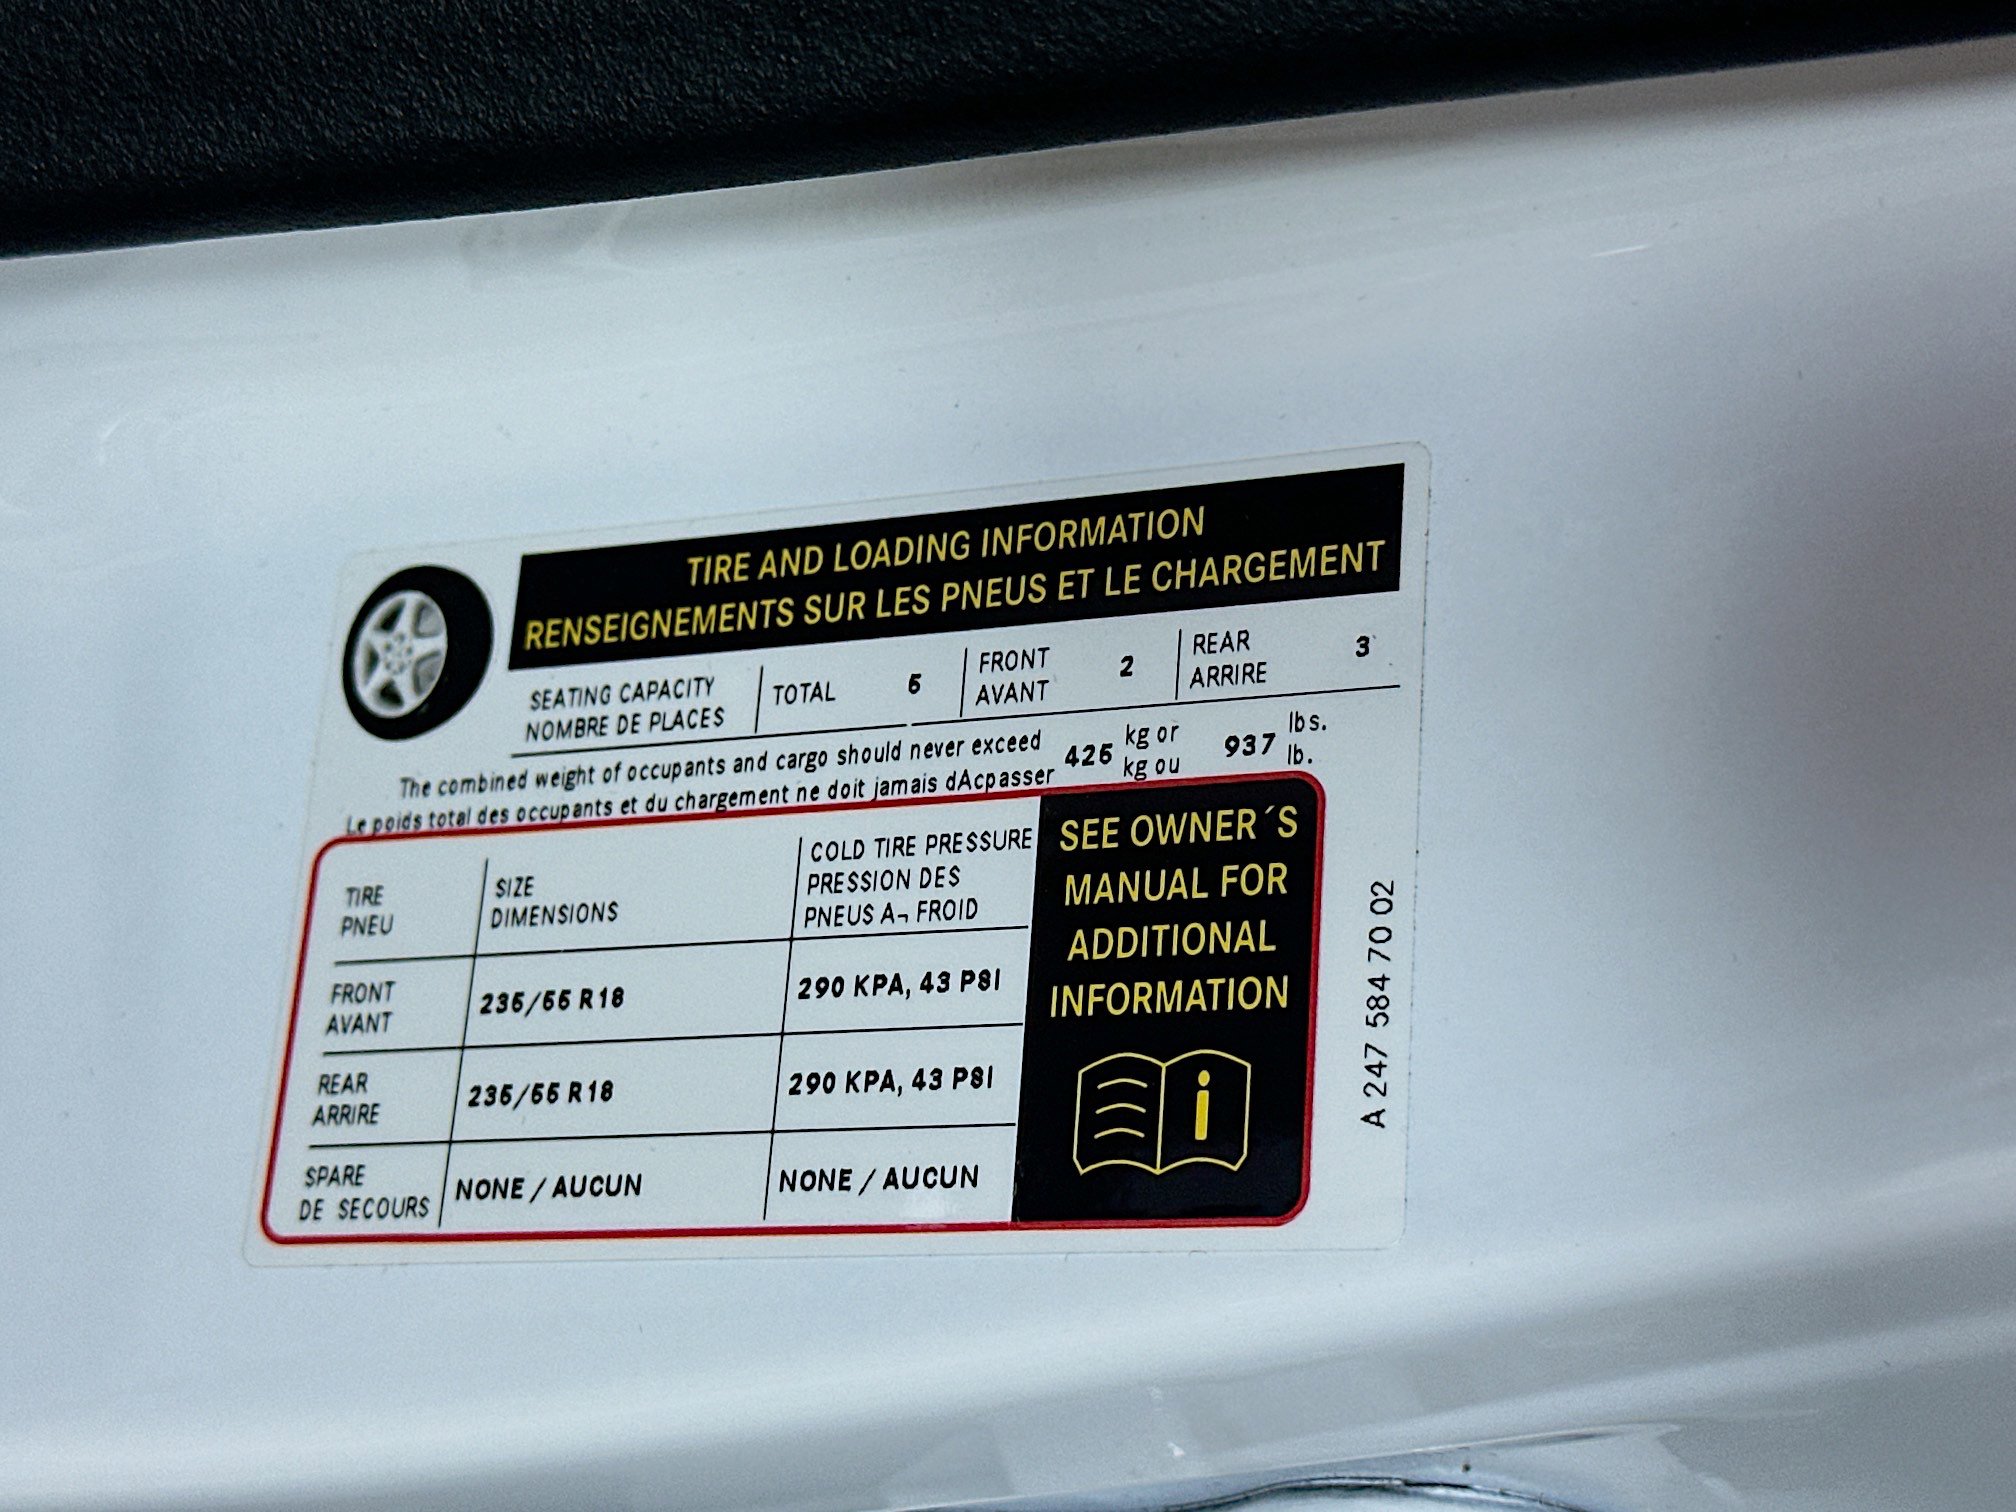 TIRE AND LOADING INFORMATION
RENSEIGNEMENTS SUR LES PNEUS ET LE CHARGEMENT
SEATING CAPACITY
NOMBRE DE PLACES
TOTAL 5
FRONT
AVANT
2
REAR
ARRIRE
3
The combined weight of occupants and cargo should never exceed
Le poids total des occupants et du chargement ne doit jamais dAcpasser
425
kg or
kg ou
937
lbs.
lb.
TIRE
PNEU
SIZE
DIMENSIONS
COLD TIRE PRESSURE
PRESSION DES
PNEUS A¬ FROID
FRONT
AVANT
235/55 R18
290 KPA, 43 PSI
REAR
ARRIRE
235/55 R18
290 KPA, 43 PSI
SPARE
DE SECOURS
NONE / AUCUN
NONE / AUCUN
SEE OWNER´S
MANUAL FOR
ADDITIONAL
INFORMATION
i
A 247 584 70 02